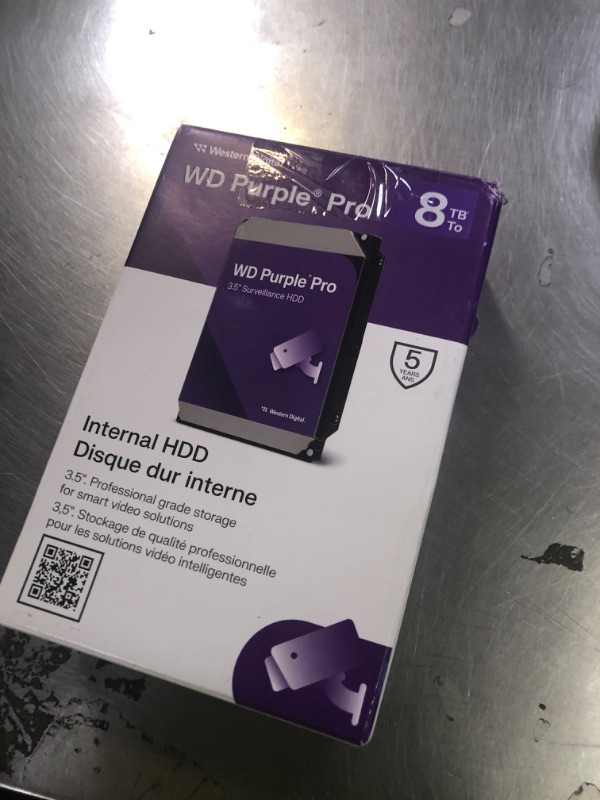 Western Digital
WD Purple® Pro
8 TB
To
WD Purple® Pro
3.5" Surveillance HDD
Western Digital.
5
YEARS
ANS
Internal HDD
Disque dur interne
3.5". Professional grade storage
for smart video solutions
3,5". Stockage de qualité professionnelle
pour les solutions vidéo intelligentes